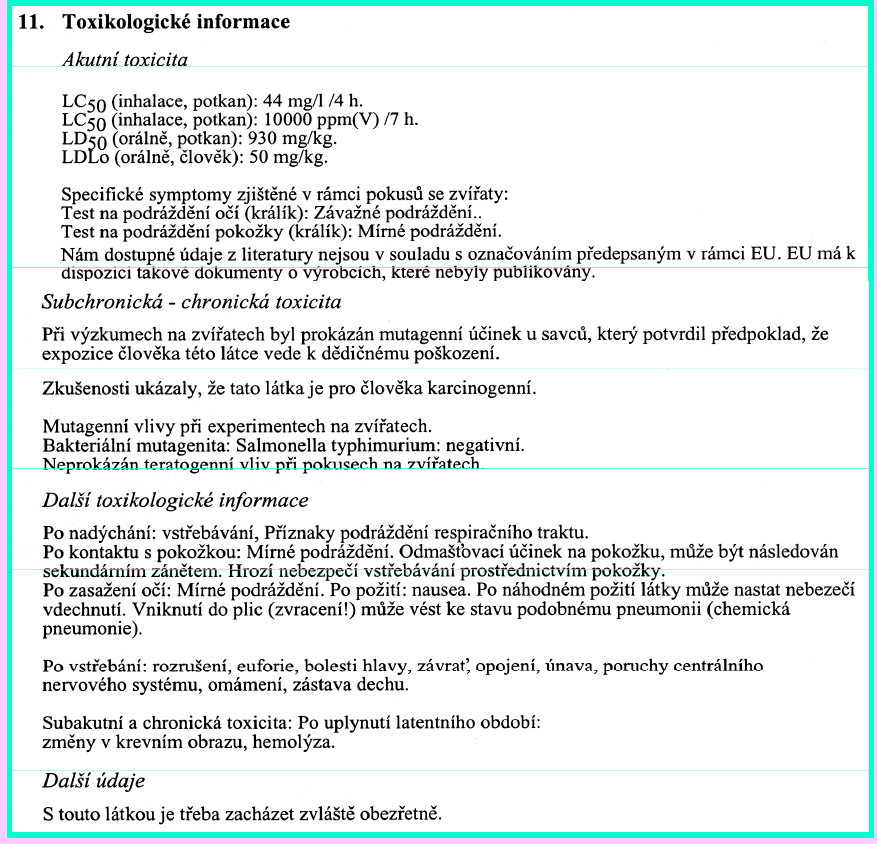 11. Toxikologické informace
Akutní toxicita
LC50 (inhalace, potkan): 44 mg/l /4 h.
LC50 (inhalace, potkan): 10000 ppm(V) /7 h.
LD50 (orálně, potkan): 930 mg/kg.
LDLo (orálně, člověk): 50 mg/kg.
Specifické symptomy zjištěné v rámci pokusů se zvířaty:
Test na podráždění očí (králík): Závažné podráždění..
Test na podráždění pokožky (králík): Mírné podráždění.
Nám dostupné údaje z literatury nejsou v souladu s označováním předepsaným v rámci EU. EU má k
dispozici takové dokumenty o výrobcích, které nebyly publikovány.
Subchronická - chronická toxicita
Při výzkumech na zvířatech byl prokázán mutagenní účinek u savců, který potvrdil předpoklad, že
expozice člověka této látce vede k dědičnému poškození.
Zkušenosti ukázaly, že tato látka je pro člověka karcinogenní.
Mutagenní vlivy při experimentech na zvířatech.
Bakteriální mutagenita: Salmonella typhimurium: negativní.
Neprokázán teratogenní vliv při pokusech na zvířatech
Další toxikologické informace
Po nadýchání: vstřebávání, Příznaky podráždění respiračního traktu.
Po kontaktu s pokožkou: Mírné podráždění. Odmašťovací účinek na pokožku, může být následován
sekundárním zánětem. Hrozí nebezpečí vstřebávání prostřednictvím pokožky.
Po zasažení očí: Mírné podráždění. Po požití: nausea. Po náhodném požití látky může nastat nebezečí
vdechnutí. Vniknutí do plic (zvracení!) může vést ke stavu podobnému pneumonii (chemická
pneumonie).
Po vstřebání: rozrušení, euforie, bolesti hlavy, závrať, opojení, únava, poruchy centrálního
nervového systému, omámení, zástava dechu.
Subakutní a chronická toxicita: Po uplynutí latentního období:
změny v krevním obrazu, hemolýza.
Další údaje
S touto látkou je třeba zacházet zvláště obezřetně.